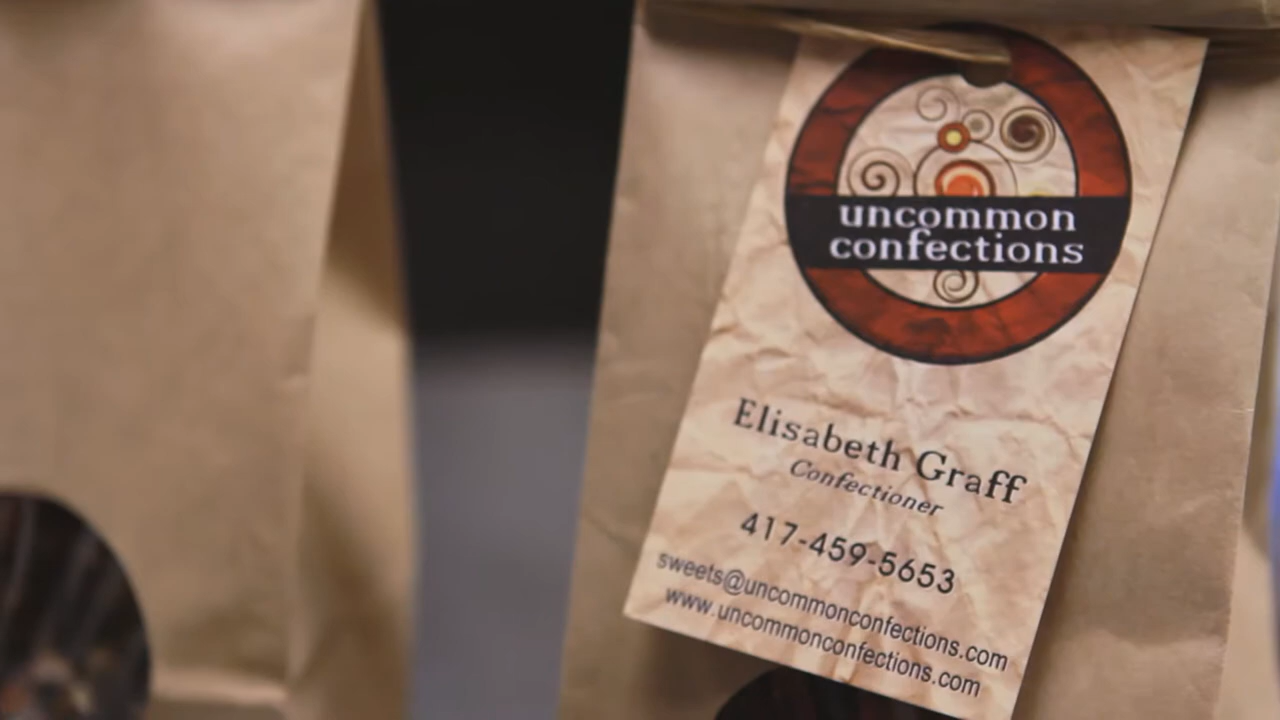 uncommon
confections
Elisabeth Graff
Confectioner
417-459-5653
sweets@uncommonconfections.com
www.uncommonconfections.com